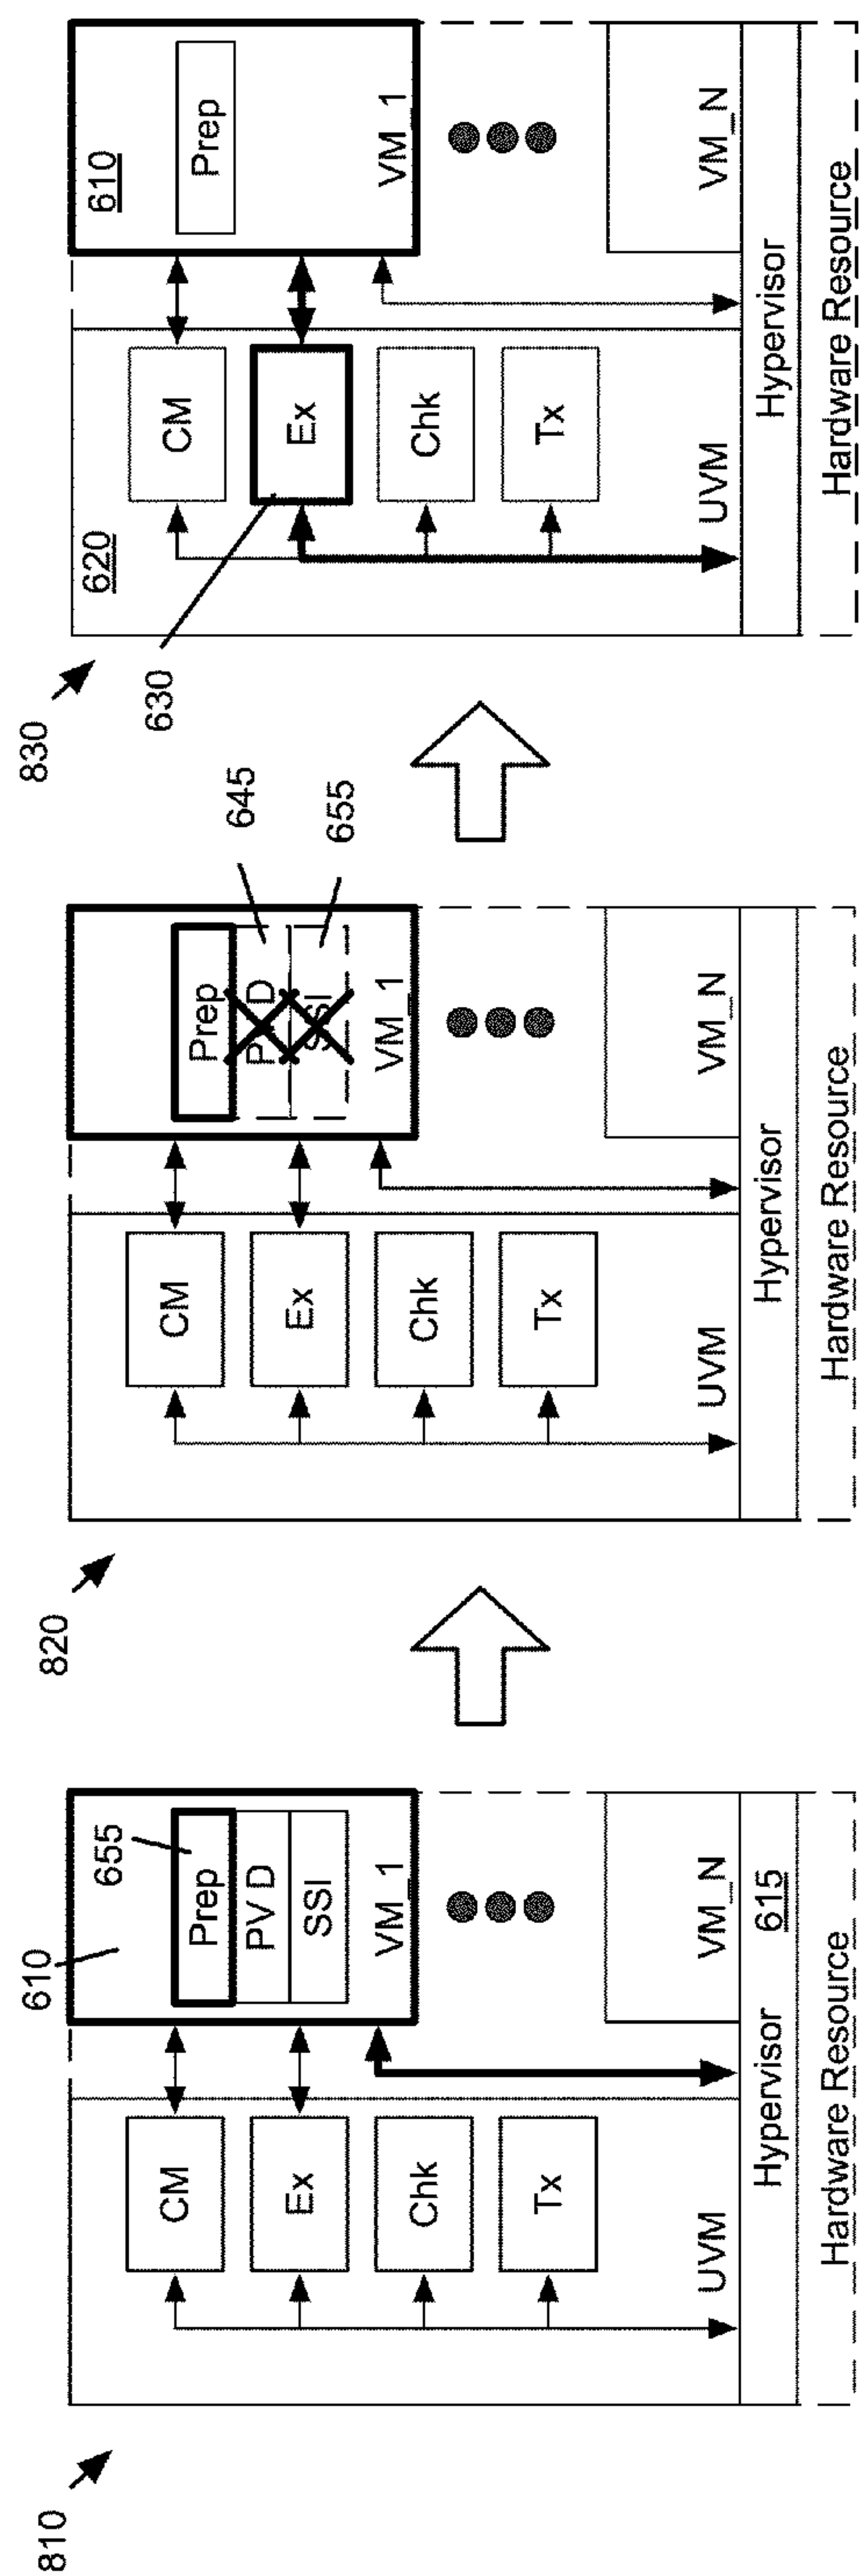 810
610
655
Prep
PV D
SSI
VM_1
CM
Ex
Chk
Tx
UVM
VM_N
Hypervisor
615
Hardware Resource
820
645
655
Prep
P D
SSI
VM_1
CM
Ex
Chk
Tx
UVM
VM_N
Hypervisor
Hardware Resource
830
620
630
610
Prep
VM_1
CM
Ex
Chk
Tx
UVM
VM_N
Hypervisor
Hardware Resource